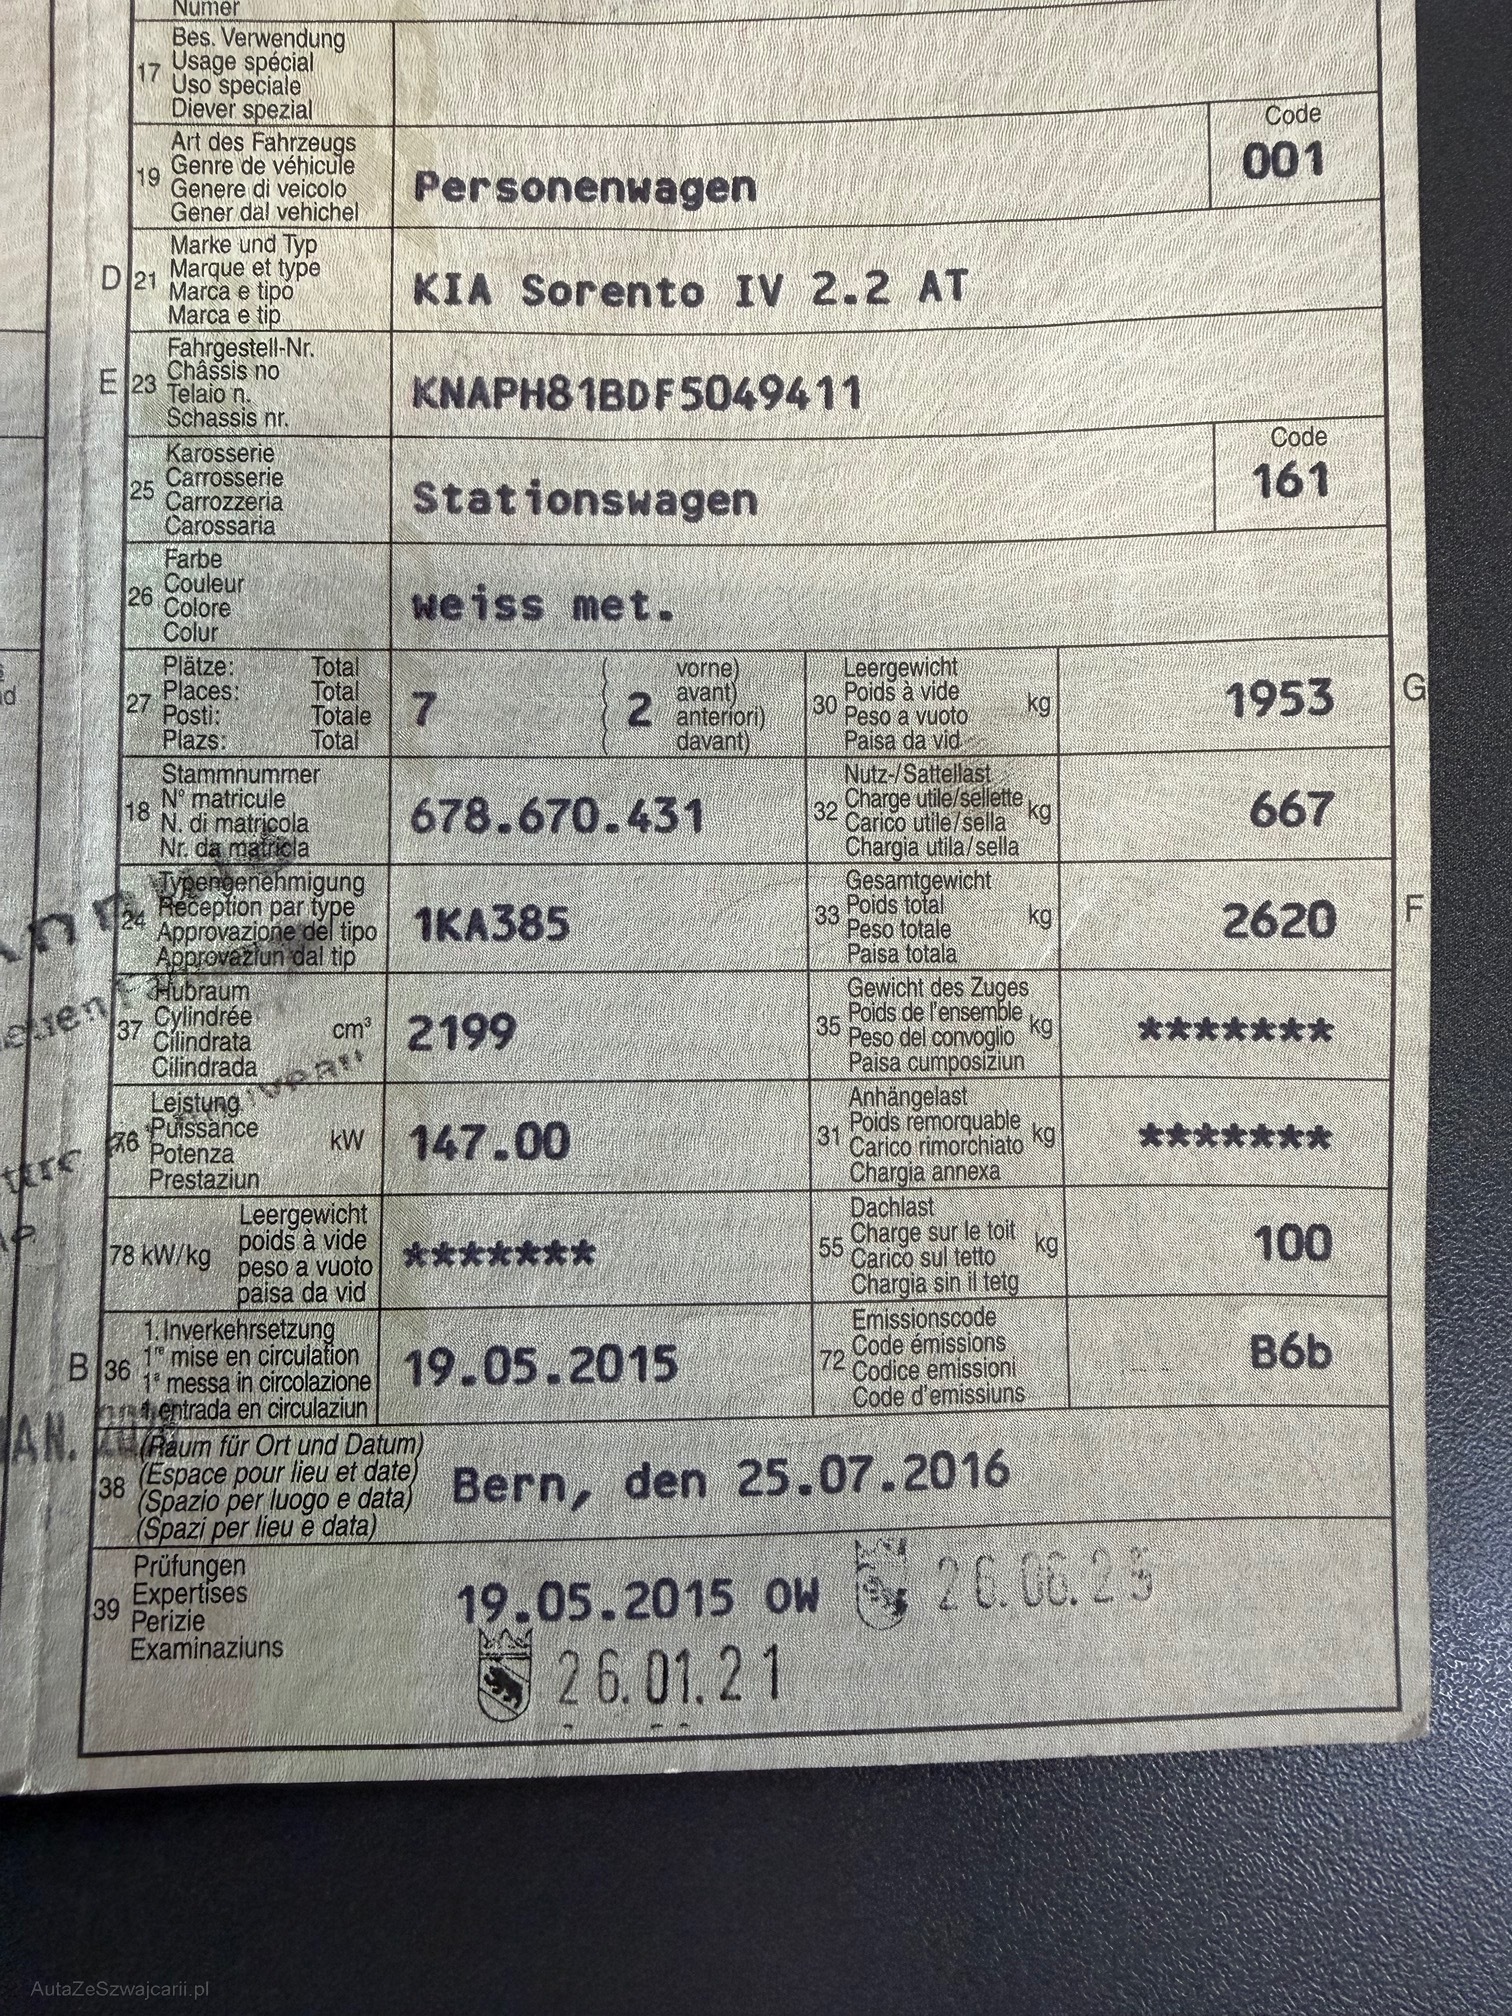 Numer
17
Bes. Verwendung
Usage spécial
Uso speciale
Diever spezial
19
Art des Fahrzeugs
Genre de véhicule
Genere di veicolo
Gener dal vehichel
Personenwagen
Code
001
D
21
Marke und Typ
Marque et type
Marca e tipo
Marca e tip
KIA Sorento IV 2.2 AT
E
23
Fahrgestell-Nr.
Châssis no
Telaio n.
Schassis nr.
KNAPH81BDF5049411
25
Karosserie
Carrosserie
Carrozzeria
Carossaria
Stationswagen
Code
161
26
Farbe
Couleur
Colore
Colur
weiss met.
27
Plätze: Total
Places: Total
Posti: Totale
Plazs: Total
7
( 2
vorne)
avant)
anteriori)
davant)
30
Leergewicht
Poids à vide
Peso a vuoto
Paisa da vid
kg
1953
G
18
Stammnummer
N° matricule
N. di matricola
Nr. da matricla
678.670.431
32
Nutz-/Sattellast
Charge utile/sellette
Carico utile/sella
Chargia utila/sella
kg
667
24
Typengenehmigung
Réception par type
Approvazione del tipo
Approvaziun dal tip
1KA385
33
Gesamtgewicht
Poids total
Peso totale
Paisa totala
kg
2620
F
37
Hubraum
Cylindrée
Cilindrata
Cilindrada
cm³
2199
35
Gewicht des Zuges
Poids de l'ensemble
Peso del convoglio
Paisa cumposiziun
kg
*******
76
Leistung
Puissance
Potenza
Prestaziun
kW
147.00
31
Anhängelast
Poids remorquable
Carico rimorchiato
Chargia annexa
kg
*******
78 kW/kg
Leergewicht
poids à vide
peso a vuoto
paisa da vid
*******
55
Dachlast
Charge sur le toit
Carico sul tetto
Chargia sin il tetg
kg
100
B
36
1. Inverkehrsetzung
1re mise en circulation
1a messa in circolazione
1. entrada en circulaziun
19.05.2015
72
Emissionscode
Code émissions
Codice emissioni
Code d'emissiuns
B6b
38
(Raum für Ort und Datum)
(Espace pour lieu et date)
(Spazio per luogo e data)
(Spazi per lieu e data)
Bern, den 25.07.2016
39
Prüfungen
Expertises
Perizie
Examinaziuns
19.05.2015 OW
26.06.23
26.01.21
AutaZeSzwajcarii.pl